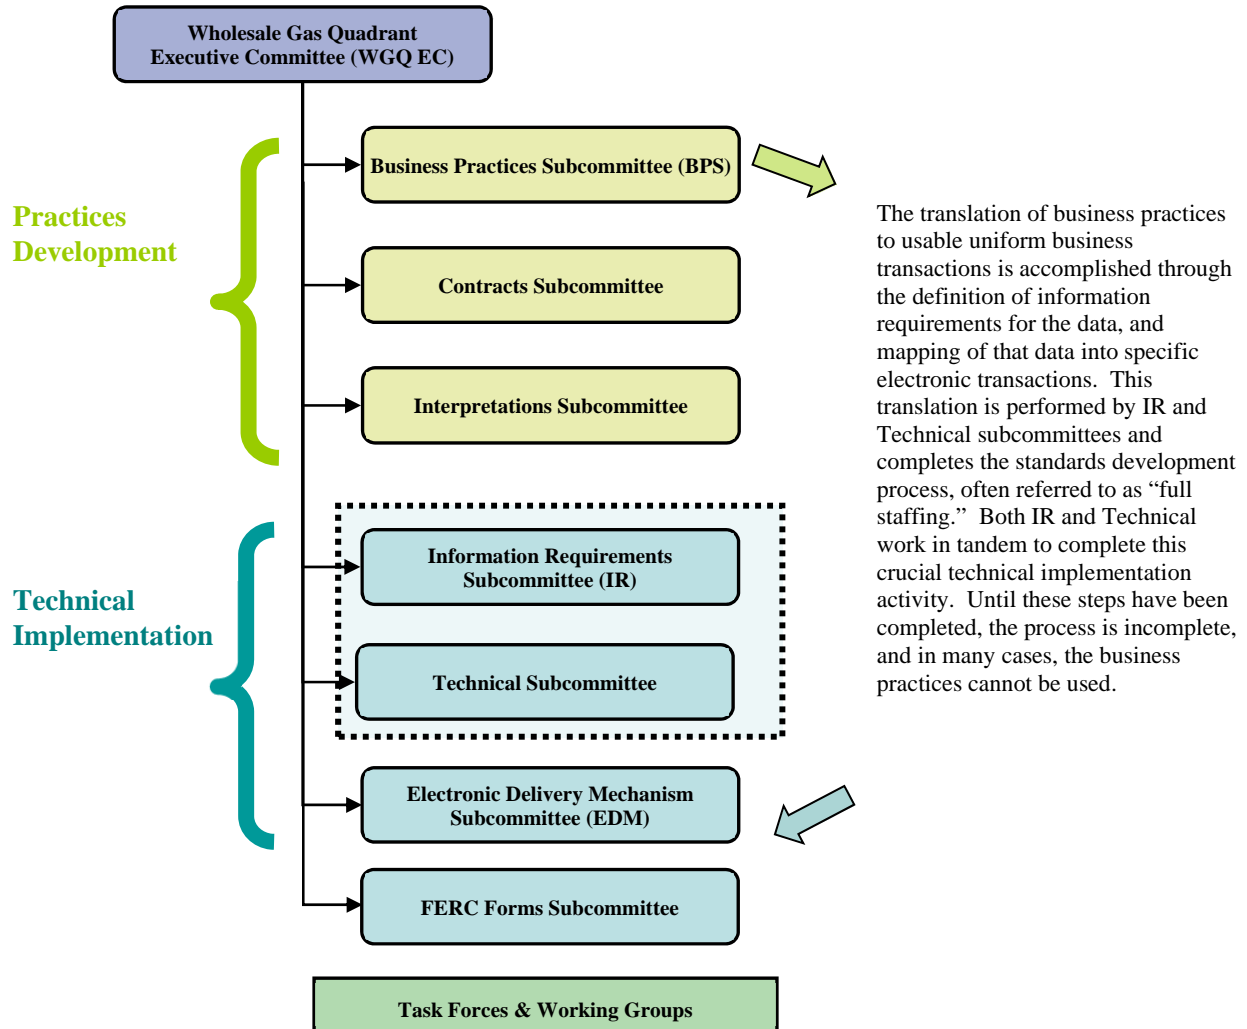 Wholesale Gas Quadrant
Executive Committee (WGQ EC)
Practices
Development
Business Practices Subcommittee (BPS)
Contracts Subcommittee
Interpretations Subcommittee
Technical
Implementation
Information Requirements
Subcommittee (IR)
Technical Subcommittee
Electronic Delivery Mechanism
Subcommittee (EDM)
FERC Forms Subcommittee
Task Forces & Working Groups
The translation of business practices
to usable uniform business
transactions is accomplished through
the definition of information
requirements for the data, and
mapping of that data into specific
electronic transactions.  This
translation is performed by IR and
Technical subcommittees and
completes the standards development
process, often referred to as “full
staffing.”  Both IR and Technical
work in tandem to complete this
crucial technical implementation
activity.  Until these steps have been
completed, the process is incomplete,
and in many cases, the business
practices cannot be used.